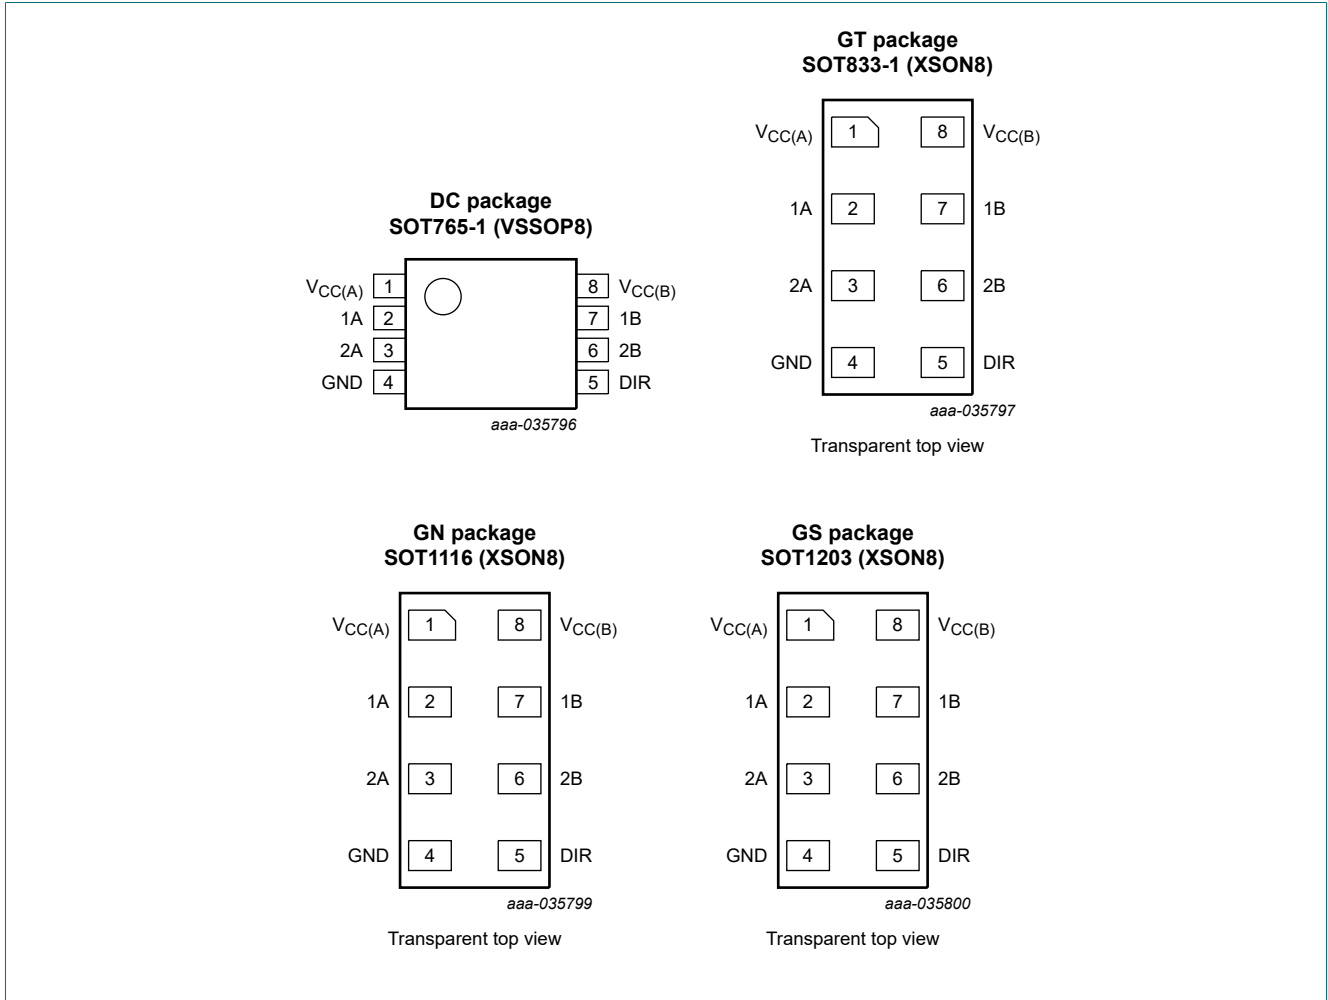 GT package
SOT833-1 (XSON8)
VCC(A) 1 8 VCC(B)
1A 2 7 1B
2A 3 6 2B
GND 4 5 DIR
aaa-035797
Transparent top view
DC package
SOT765-1 (VSSOP8)
VCC(A) 1 8 VCC(B)
1A 2 7 1B
2A 3 6 2B
GND 4 5 DIR
aaa-035796
GN package
SOT1116 (XSON8)
VCC(A) 1 8 VCC(B)
1A 2 7 1B
2A 3 6 2B
GND 4 5 DIR
aaa-035799
Transparent top view
GS package
SOT1203 (XSON8)
VCC(A) 1 8 VCC(B)
1A 2 7 1B
2A 3 6 2B
GND 4 5 DIR
aaa-035800
Transparent top view